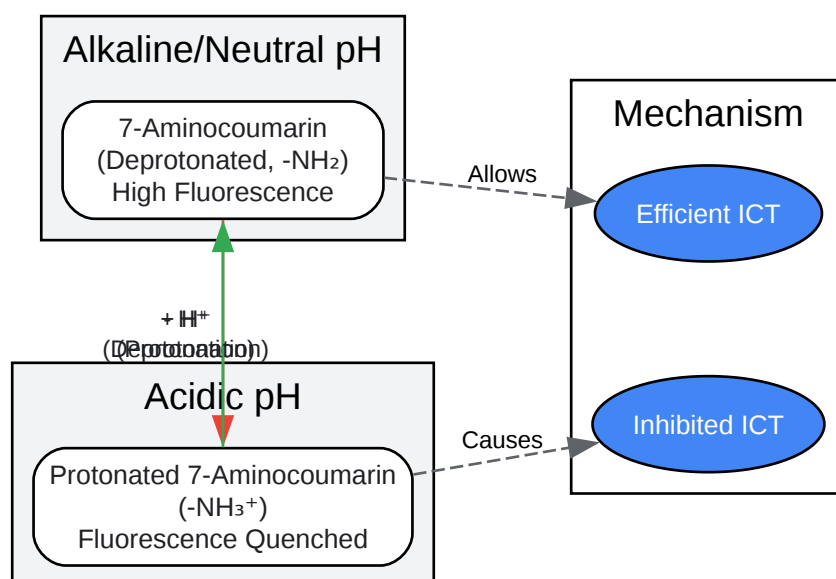 Alkaline/Neutral pH
7-Aminocoumarin
(Deprotonated, -NH₂)
High Fluorescence
Mechanism
Allows
Efficient ICT
Acidic pH
Protonated 7-Aminocoumarin
(-NH₃⁺)
Fluorescence Quenched
Causes
Inhibited ICT